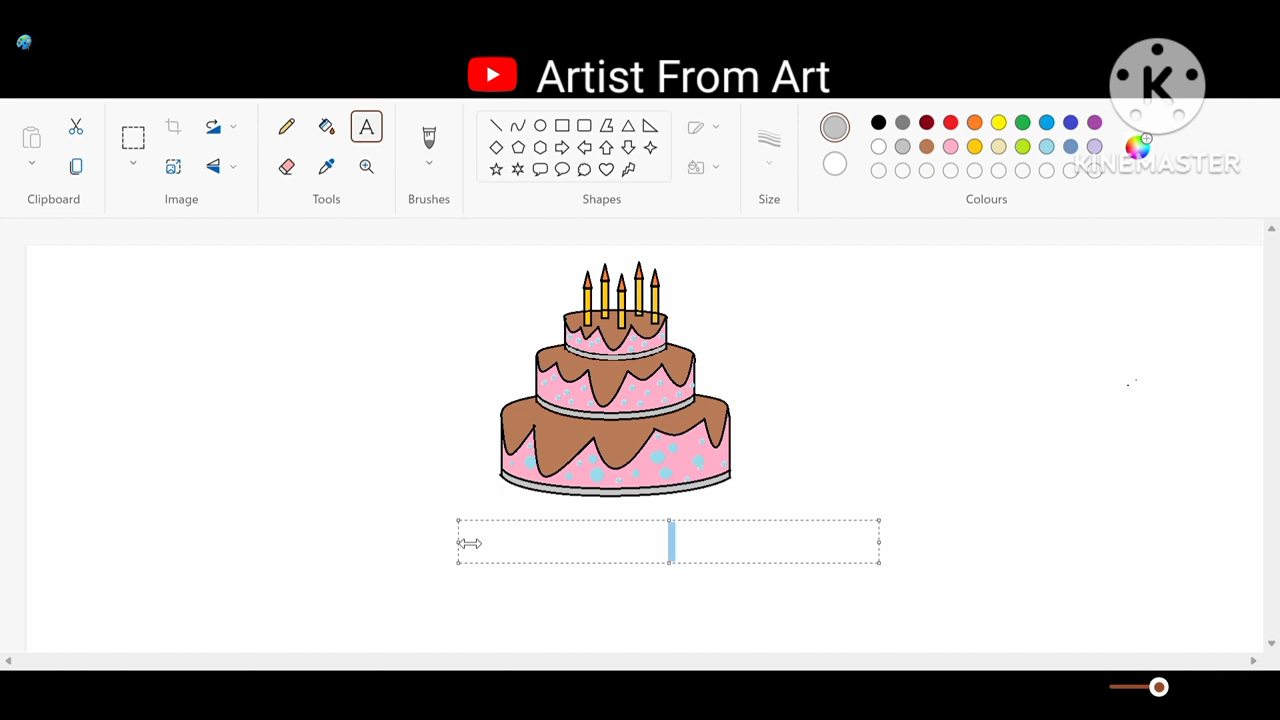 Artist From Art
K
KINEMASTER
A
Clipboard
Image
Tools
Brushes
Shapes
Size
Colours